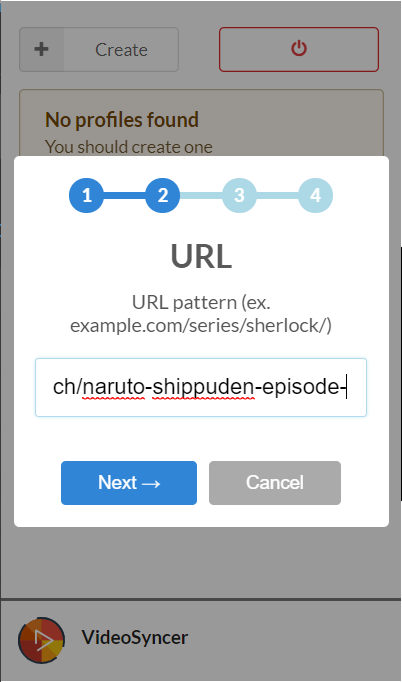 + Create
No profiles found
You should create one
1 2 3 4
URL
URL pattern (ex.
example.com/series/sherlock/)
ch/naruto-shippuden-episode-
Next →
Cancel
VideoSyncer